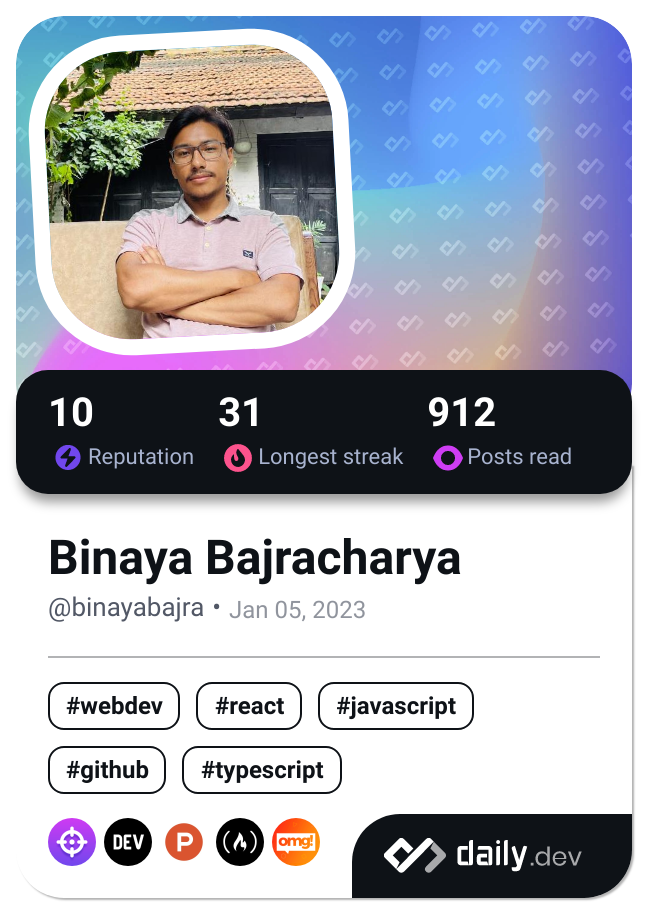 10 31 912
Reputation Longest streak Posts read
Binaya Bajracharya
@binayabajra • Jan 05, 2023
#webdev #react #javascript
#github #typescript
DEV P omg! daily.dev